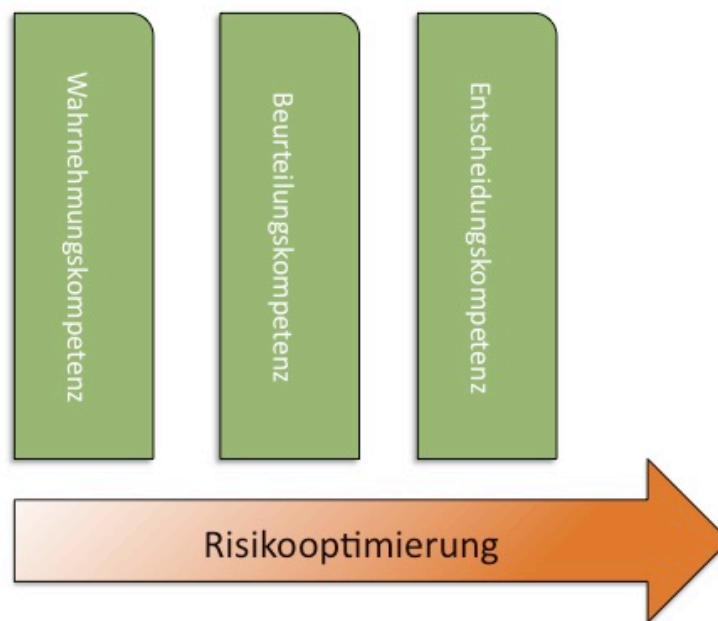 Wahrnehmungskompetenz
Beurteilungskompetenz
Entscheidungskompetenz
Risikooptimierung